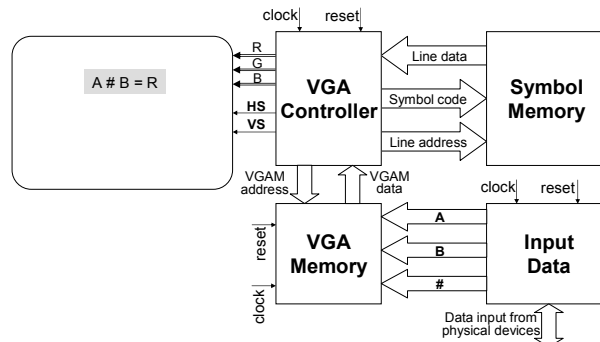 clock
reset
R
G
B
HS
VS
A # B = R
VGA
Controller
Line data
Symbol code
Line address
Symbol
Memory
VGAM
address
VGAM
data
clock
reset
reset
clock
VGA
Memory
A
B
#
Input
Data
Data input from
physical devices